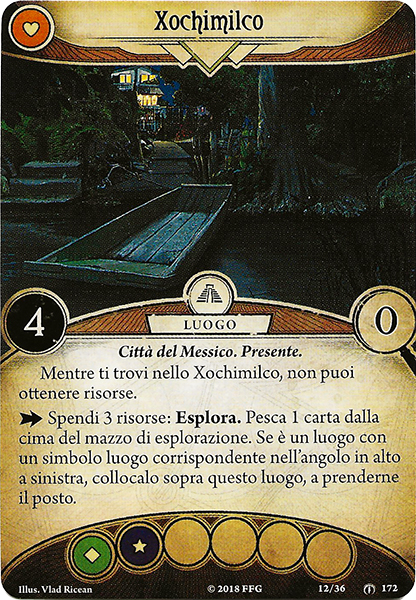 Xochimilco
4
LUOGO
0
Città del Messico. Presente.
Mentre ti trovi nello Xochimilco, non puoi
ottenere risorse.
Spendi 3 risorse: Esplora. Pesca 1 carta dalla
cima del mazzo di esplorazione. Se è un luogo con
un simbolo luogo corrispondente nell'angolo in alto
a sinistra, collocalo sopra questo luogo, a prenderne
il posto.
Illus. Vlad Ricean
© 2018 FFG
12/36
172